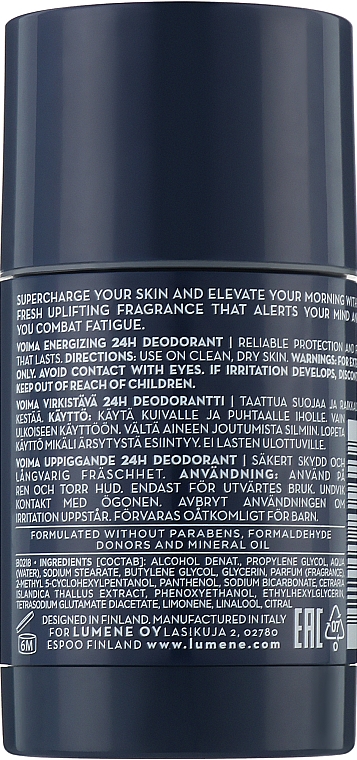 SUPERCHARGE YOUR SKIN AND ELEVATE YOUR MORNING WITH
FRESH UPLIFTING FRAGRANCE THAT ALERTS YOUR MIND AN
YOU COMBAT FATIGUE.
VOIMA ENERGIZING 24H DEODORANT | RELIABLE PROTECTION AND
THAT LASTS. DIRECTIONS: USE ON CLEAN, DRY SKIN. WARNINGS: FOR EXT
ONLY. AVOID CONTACT WITH EYES. IF IRRITATION DEVELOPS, DISCONT
KEEP OUT OF REACH OF CHILDREN.
VOIMA VIRKISTÄVÄ 24H DEODORANTTI | TAATTUA SUOJAA JA RAIKKAU
KESTÄÄ. KÄYTTÖ: KÄYTÄ KUIVALLE JA PUHTAALLE IHOLLE. VAIN
ULKOISEEN KÄYTTÖÖN. VÄLTÄ AINEEN JOUTUMISTA SILMIIN. LOPETA
KÄYTTÖ MIKÄLI ÄRSYTYSTÄ ESIINTYY. EI LASTEN ULOTTUVILLE.
VOIMA UPPIGGANDE 24H DEODORANT | SÄKERT SKYDD OCH
LÅNGVARIG FRÄSCHHET. ANVÄNDNING: ANVÄND PÅ
REN OCH TORR HUD. ENDAST FÖR UTVÄRTES BRUK. UNDVIK
KONTAKT MED ÖGONEN. AVBRYT ANVÄNDNINGEN OM
IRRITATION UPPSTÅR. FÖRVARAS OÅTKOMLIGT FÖR BARN.
FORMULATED WITHOUT PARABENS, FORMALDEHYDE
DONORS AND MINERAL OIL
80218 • INGREDIENTS [СОСТАВ]: ALCOHOL DENAT., PROPYLENE GLYCOL, AQUA
(WATER), SODIUM STEARATE, BUTYLENE GLYCOL, GLYCERIN, PARFUM (FRAGRANCE),
2-METHYL 5-CYCLOHEXYLPENTANOL, PANTHENOL, SODIUM BICARBONATE, CETRARIA
ISLANDICA THALLUS EXTRACT, PHENOXYETHANOL, ETHYLHEXYLGLYCERIN,
TETRASODIUM GLUTAMATE DIACETATE, LIMONENE, LINALOOL, CITRAL
6M
DESIGNED IN FINLAND, MANUFACTURED IN ITALY
FOR LUMENE OY LASIKUJA 2, 02780
ESPOO FINLAND www.lumene.com
EAC
07